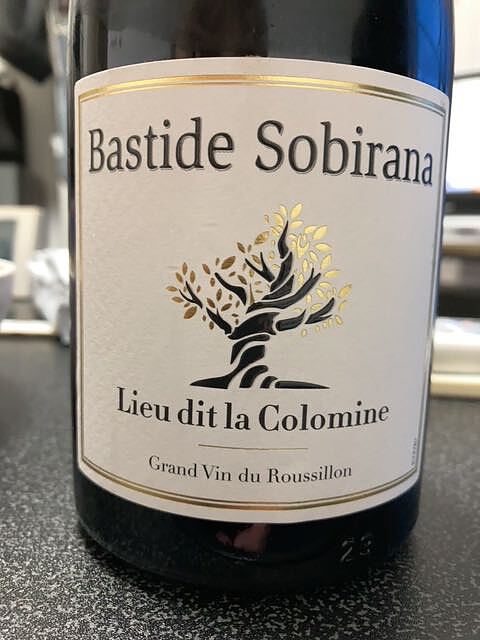 Bastide Sobirana
Lieu dit la Colomine
Grand Vin du Roussillon